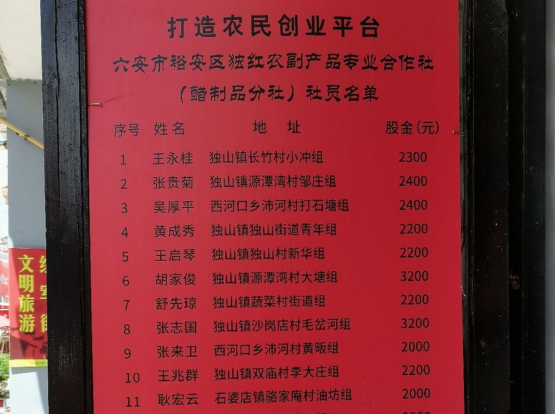 打造农民创业平台
六安市裕安区独红农副产品专业合作社
（醋制品分社）社员名单
序号 姓名 地址 股金(元)
1 王永桂 独山镇长竹村小冲组 2300
2 张贵菊 独山镇源潭湾村邹庄组 2400
3 吴厚平 西河口乡沛河村打石塘组 2400
4 黄成秀 独山镇独山街道青年组 2200
5 王启琴 独山镇独山村新华组 2200
6 胡家俊 独山镇源潭湾村大塘组 3200
7 舒先琼 独山镇蔬菜村街道组 2200
8 张志国 独山镇沙岗店村毛岔河组 3200
9 张来卫 西河口乡沛河村黄畈组 2000
10 王兆群 独山镇双庙村李大庄组 2200
11 耿宏云 石婆店镇骆家庵村油坊组 2000
文明旅游